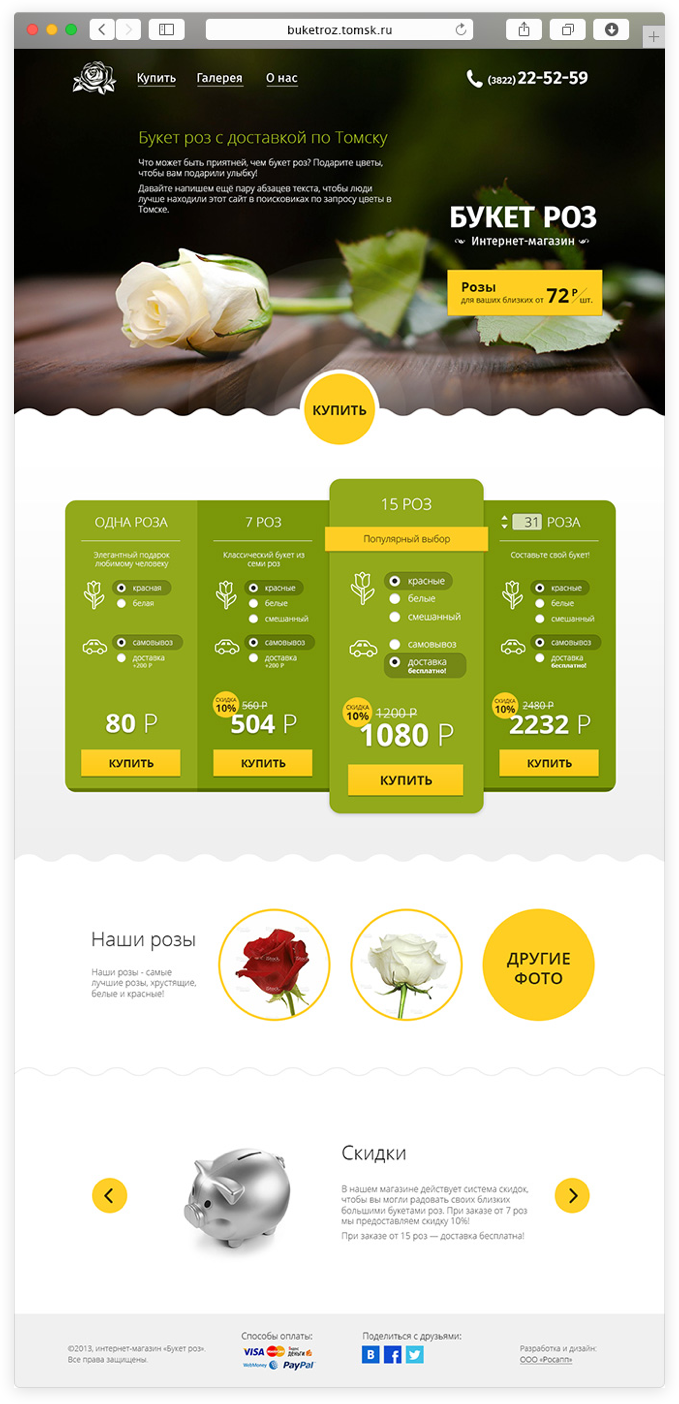 buketroz.tomsk.ru
Купить Галерея О нас
(3822) 22-52-59
Букет роз с доставкой по Томску
Что может быть приятней, чем букет роз? Подарите цветы,
чтобы вам подарили улыбку!
Давайте напишем ещё пару абзацев текста, чтобы люди
лучше находили этот сайт в поисковиках по запросу цветы в
Томске.
БУКЕТ РОЗ
Интернет-магазин
Розы
для ваших близких от 72 Р/шт.
КУПИТЬ
ОДНА РОЗА
Элегантный подарок
любимому человеку
красная
белая
самовывоз
доставка
+200 Р
80 Р
КУПИТЬ
7 РОЗ
Классический букет из
семи роз
красные
белые
смешанный
самовывоз
доставка
+200 Р
СКИДКА
10%
560 Р
504 Р
КУПИТЬ
15 РОЗ
Популярный выбор
красные
белые
смешанный
самовывоз
доставка
бесплатно!
СКИДКА
10%
1200 Р
1080 Р
КУПИТЬ
31 РОЗА
Составьте свой букет!
красные
белые
смешанный
самовывоз
доставка
бесплатно!
СКИДКА
10%
2480 Р
2232 Р
КУПИТЬ
Наши розы
Наши розы - самые
лучшие розы, хрустящие,
белые и красные!
ДРУГИЕ
ФОТО
Скидки
В нашем магазине действует система скидок,
чтобы вы могли радовать своих близких
большими букетами роз. При заказе от 7 роз
мы предоставляем скидку 10%!
При заказе от 15 роз — доставка бесплатна!
©2013, интернет-магазин «Букет роз».
Все права защищены.
Способы оплаты:
VISA MasterCard Яндекс ДЕНЬГИ
WebMoney PayPal
Поделиться с друзьями:
В f
Разработка и дизайн:
ООО «Росапп»